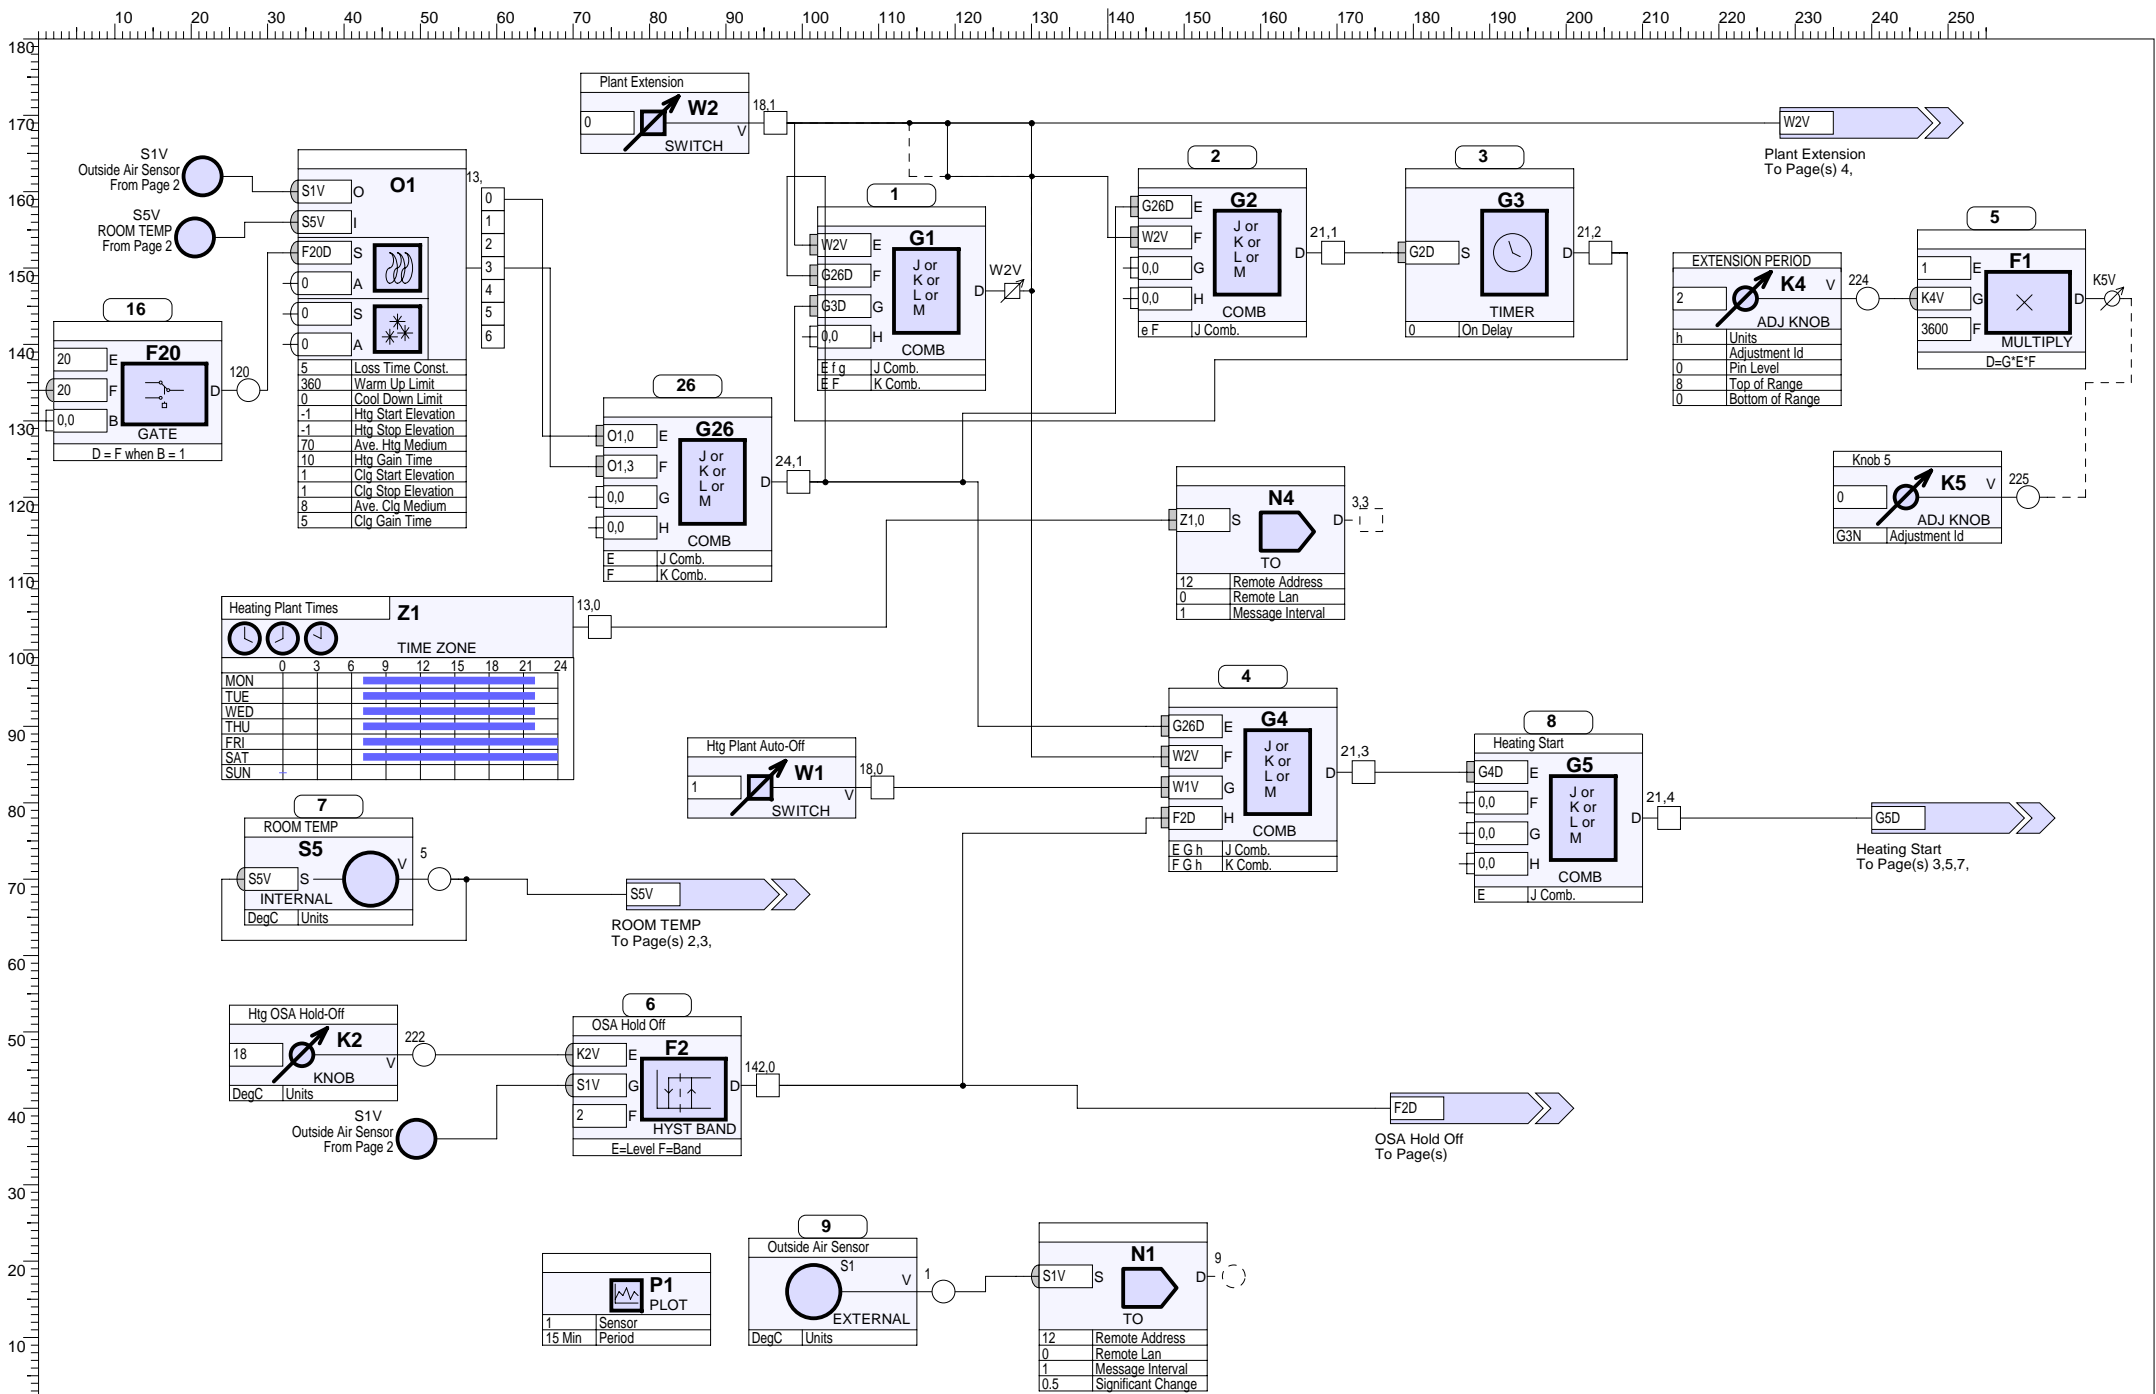 10 20 30 40 50 60 70 80 90 100 110 120 130 140 150 160 170 180 190 200 210 220 230 240 250
180
170
160
150
140
130
120
110
100
90
80
70
60
50
40
30
20
10
Plant Extension
0
W2
V
SWITCH
18,1
W2V
Plant Extension
To Page(s) 4,
S1V
Outside Air Sensor
From Page 2
S5V
ROOM TEMP
From Page 2
O1
S1V O
S5V I
F20D S
0 A
0 S
0 A
5 Loss Time Const.
360 Warm Up Limit
0 Cool Down Limit
-1 Htg Start Elevation
-1 Htg Stop Elevation
70 Ave. Htg Medium
10 Htg Gain Time
1 Clg Start Elevation
1 Clg Stop Elevation
8 Ave. Clg Medium
5 Clg Gain Time
13,
0
1
2
3
4
5
6
16
F20
20 E
20 F
0,0 B
D
GATE
D = F when B = 1
120
1
G1
W2V E
G26D F
G3D G
0,0 H
J or
K or
L or
M
D
COMB
E f g J Comb.
E F K Comb.
W2V
2
G2
G26D E
W2V F
0,0 G
0,0 H
J or
K or
L or
M
D
COMB
e F J Comb.
21,1
3
G3
G2D S
D
TIMER
0 On Delay
21,2
EXTENSION PERIOD
2
K4
V
ADJ KNOB
h Units
Adjustment Id
0 Pin Level
8 Top of Range
0 Bottom of Range
224
5
F1
1 E
K4V G
3600 F
D
MULTIPLY
D=G*E*F
K5V
Knob 5
0
K5
V
ADJ KNOB
G3N Adjustment Id
225
26
G26
O1,0 E
O1,3 F
0,0 G
0,0 H
J or
K or
L or
M
D
COMB
E J Comb.
F K Comb.
24,1
N4
Z1,0 S
D
TO
12 Remote Address
0 Remote Lan
1 Message Interval
3,3
Heating Plant Times
Z1
TIME ZONE
13,0
0 3 6 9 12 15 18 21 24
MON
TUE
WED
THU
FRI
SAT
SUN
Htg Plant Auto-Off
1
W1
V
SWITCH
18,0
4
G4
G26D E
W2V F
W1V G
F2D H
J or
K or
L or
M
D
COMB
E G h J Comb.
F G h K Comb.
21,3
8
Heating Start
G5
G4D E
0,0 F
0,0 G
0,0 H
J or
K or
L or
M
D
COMB
E J Comb.
21,4
G5D
Heating Start
To Page(s) 3,5,7,
7
ROOM TEMP
S5
S5V S
V
INTERNAL
DegC Units
5
S5V
ROOM TEMP
To Page(s) 2,3,
Htg OSA Hold-Off
18
K2
V
KNOB
DegC Units
222
S1V
Outside Air Sensor
From Page 2
6
OSA Hold Off
F2
K2V E
S1V G
2 F
D
HYST BAND
E=Level F=Band
142,0
F2D
OSA Hold Off
To Page(s)
P1
PLOT
1 Sensor
15 Min Period
9
Outside Air Sensor
S1
V
EXTERNAL
DegC Units
1
N1
S1V S
D
TO
12 Remote Address
0 Remote Lan
1 Message Interval
0.5 Significant Change
9